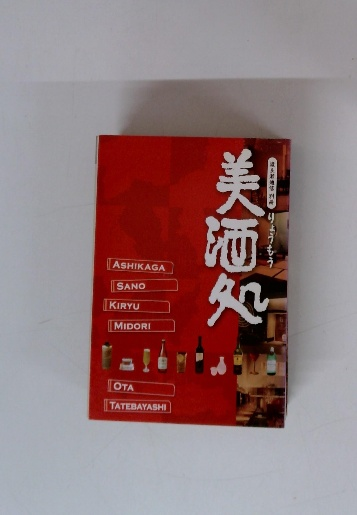 りょうもう
美酒処
ASHIKAGA
SANO
KIRYU
MIDORI
OTA
TATEBAYASHI